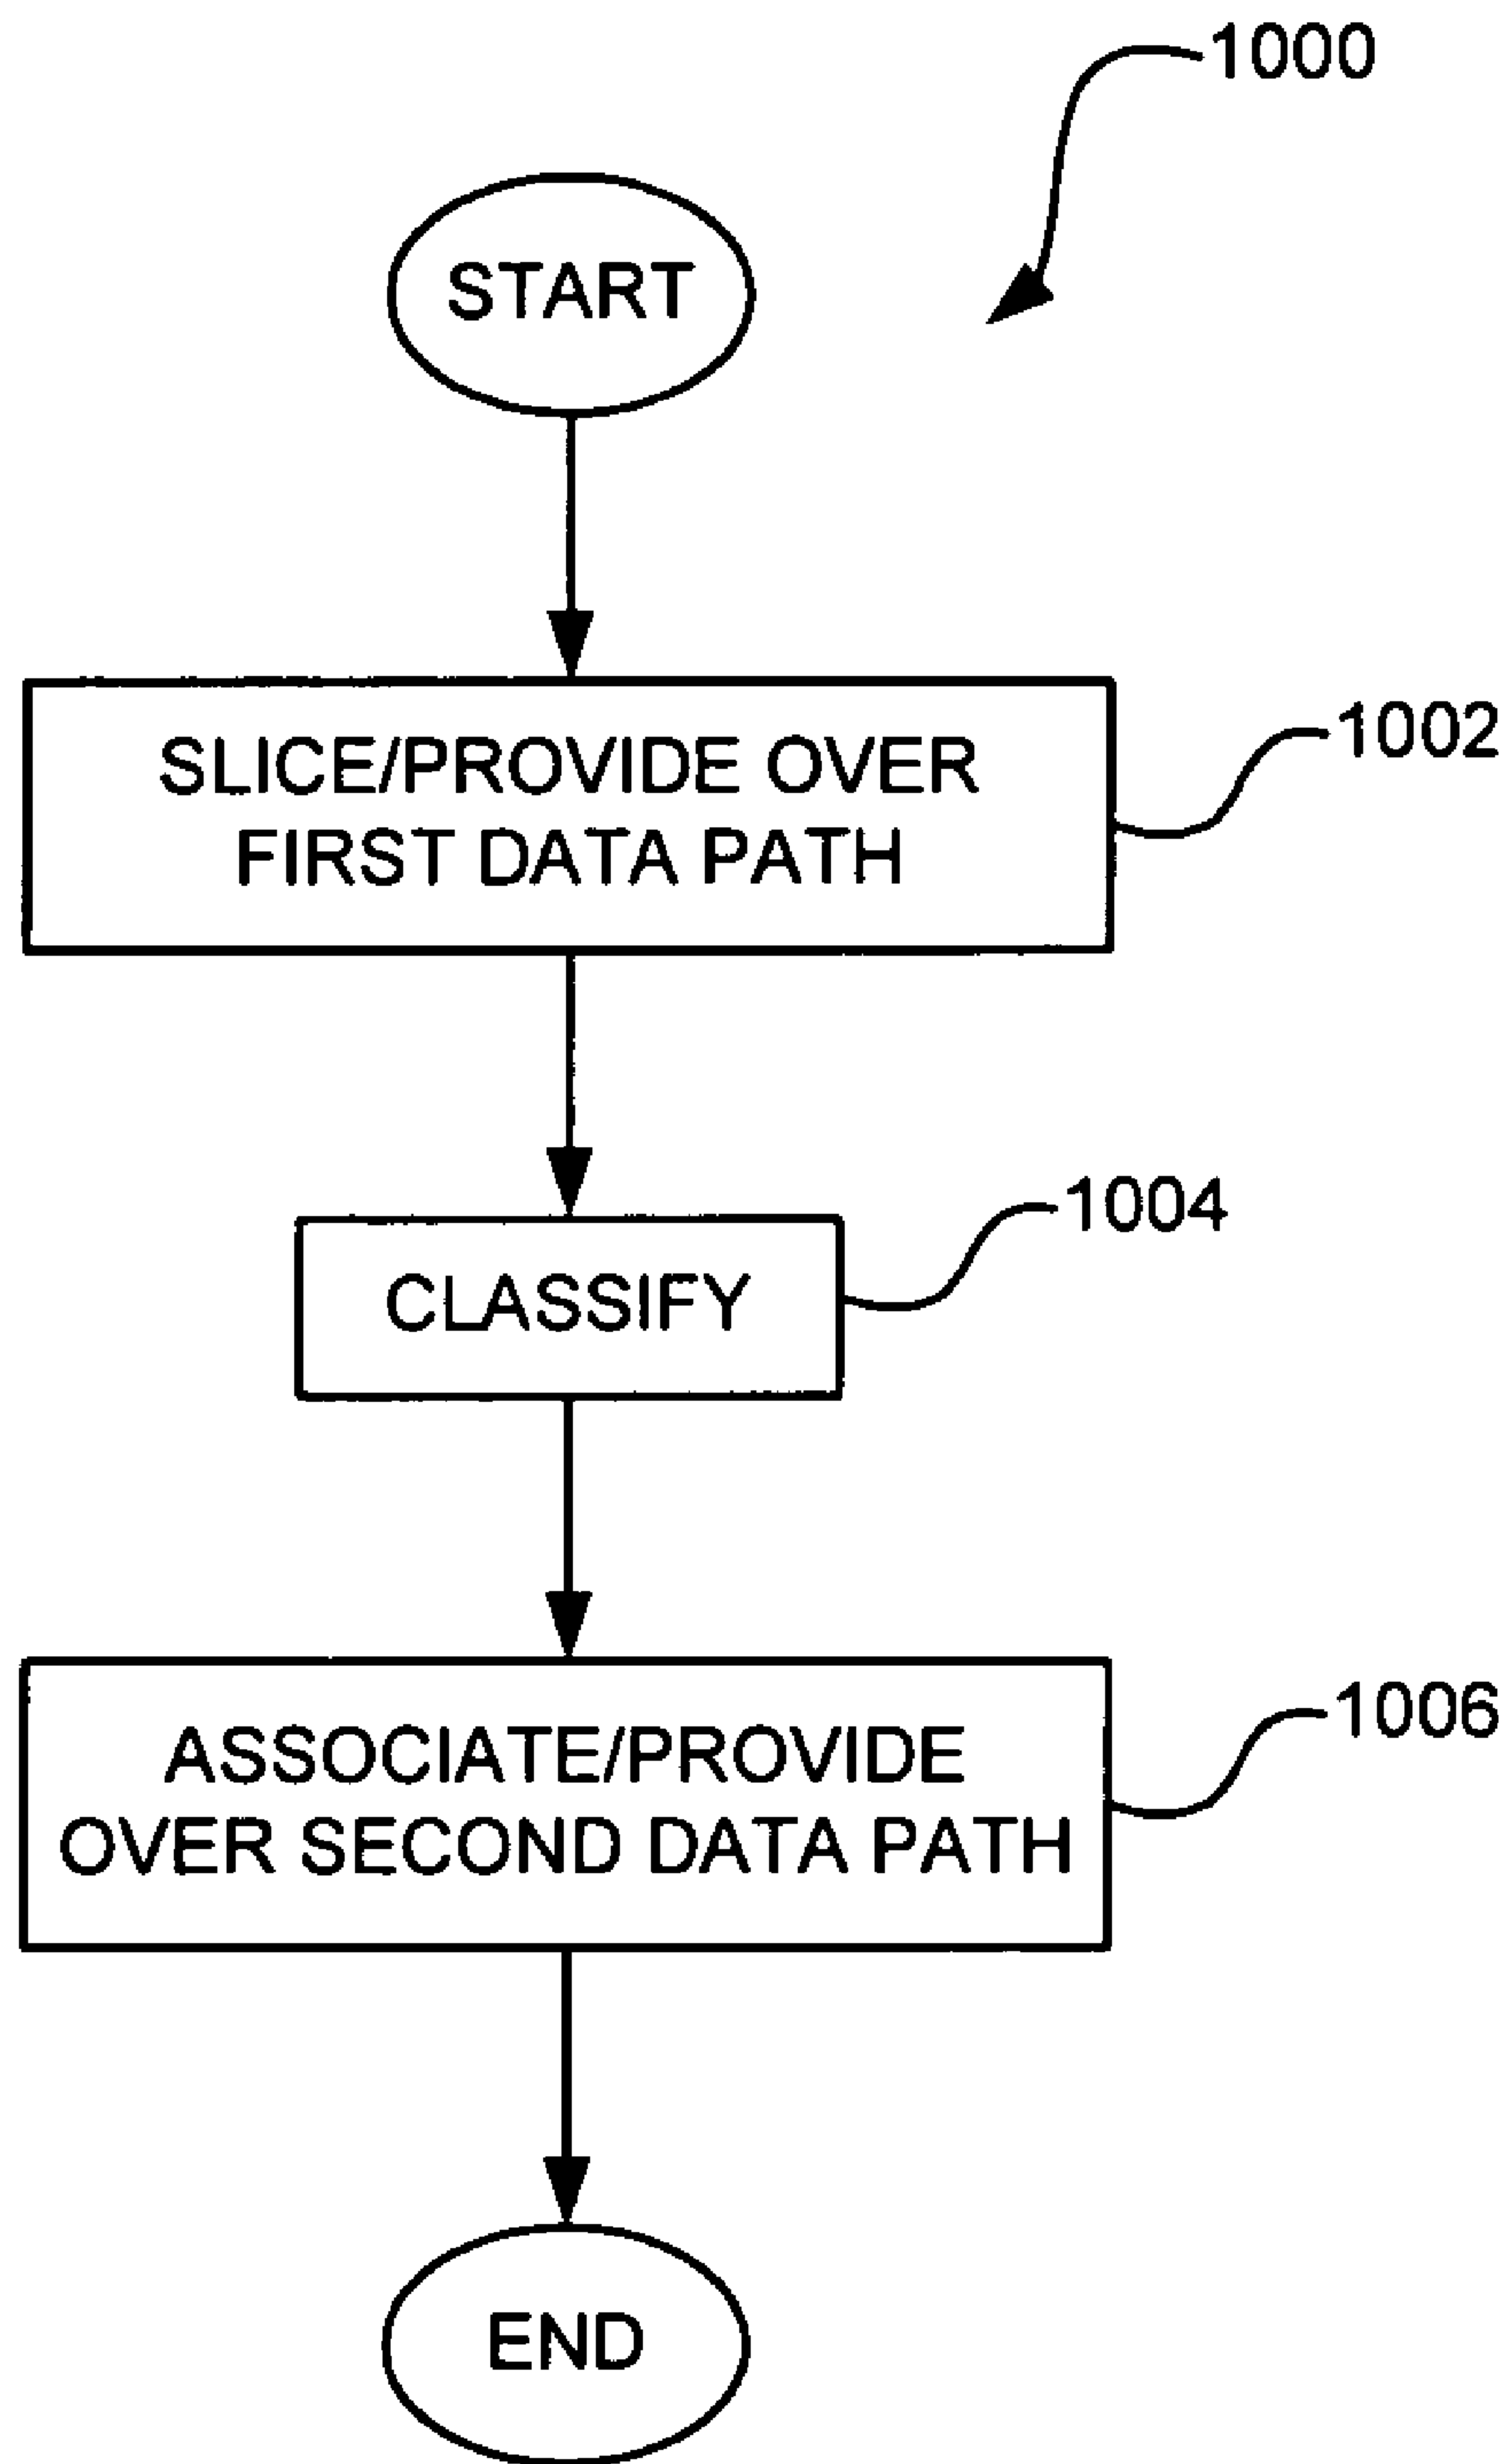 1000
START
SLICE/PROVIDE OVER
FIRST DATA PATH
1002
CLASSIFY
1004
ASSOCIATE/PROVIDE
OVER SECOND DATA PATH
1006
END